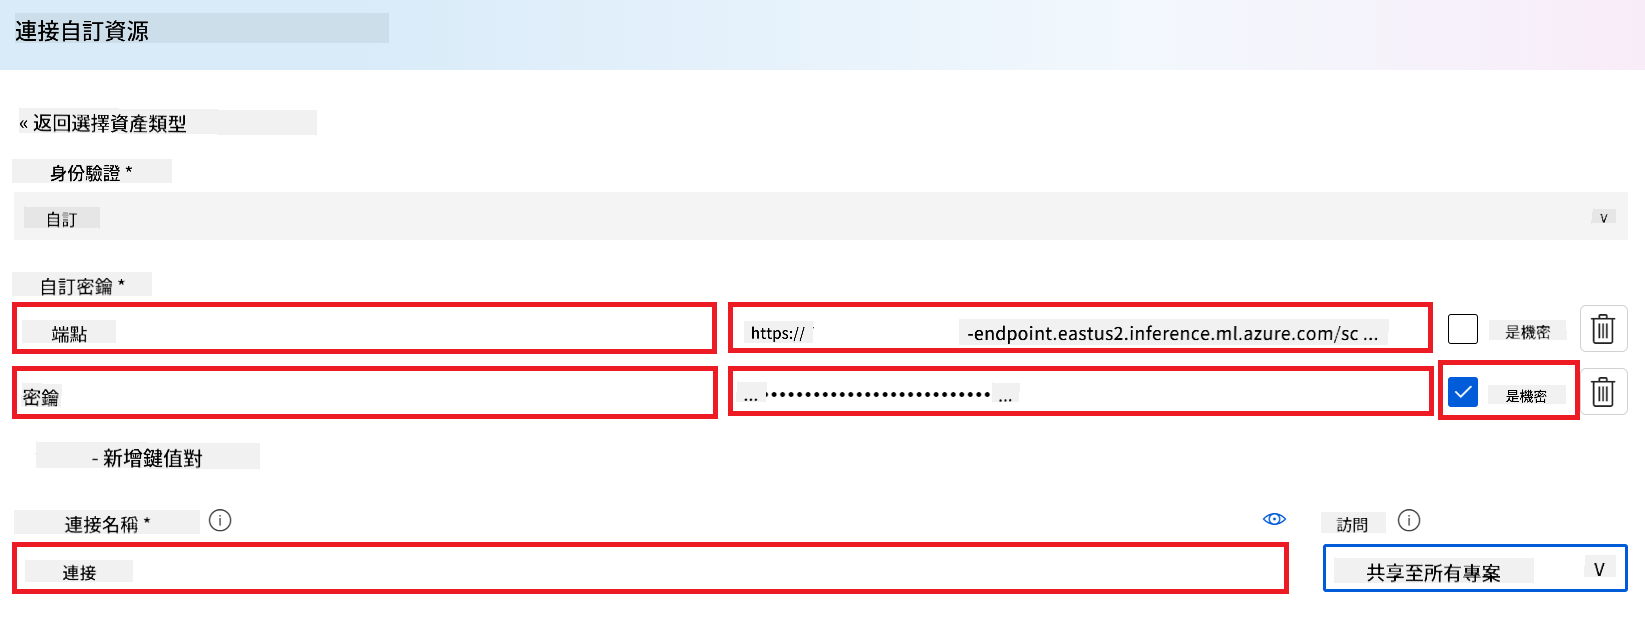 連接自訂資源
« 返回選擇資產類型
身份驗證 *
自訂 v
自訂密鑰 *
端點 https:// -endpoint.eastus2.inference.ml.azure.com/sc ... 是機密
密鑰 ... •••••••••••••••••••••••••••• ... 是機密
- 新增鍵值對
連接名稱 * 訪問
連接 共享至所有專案 V